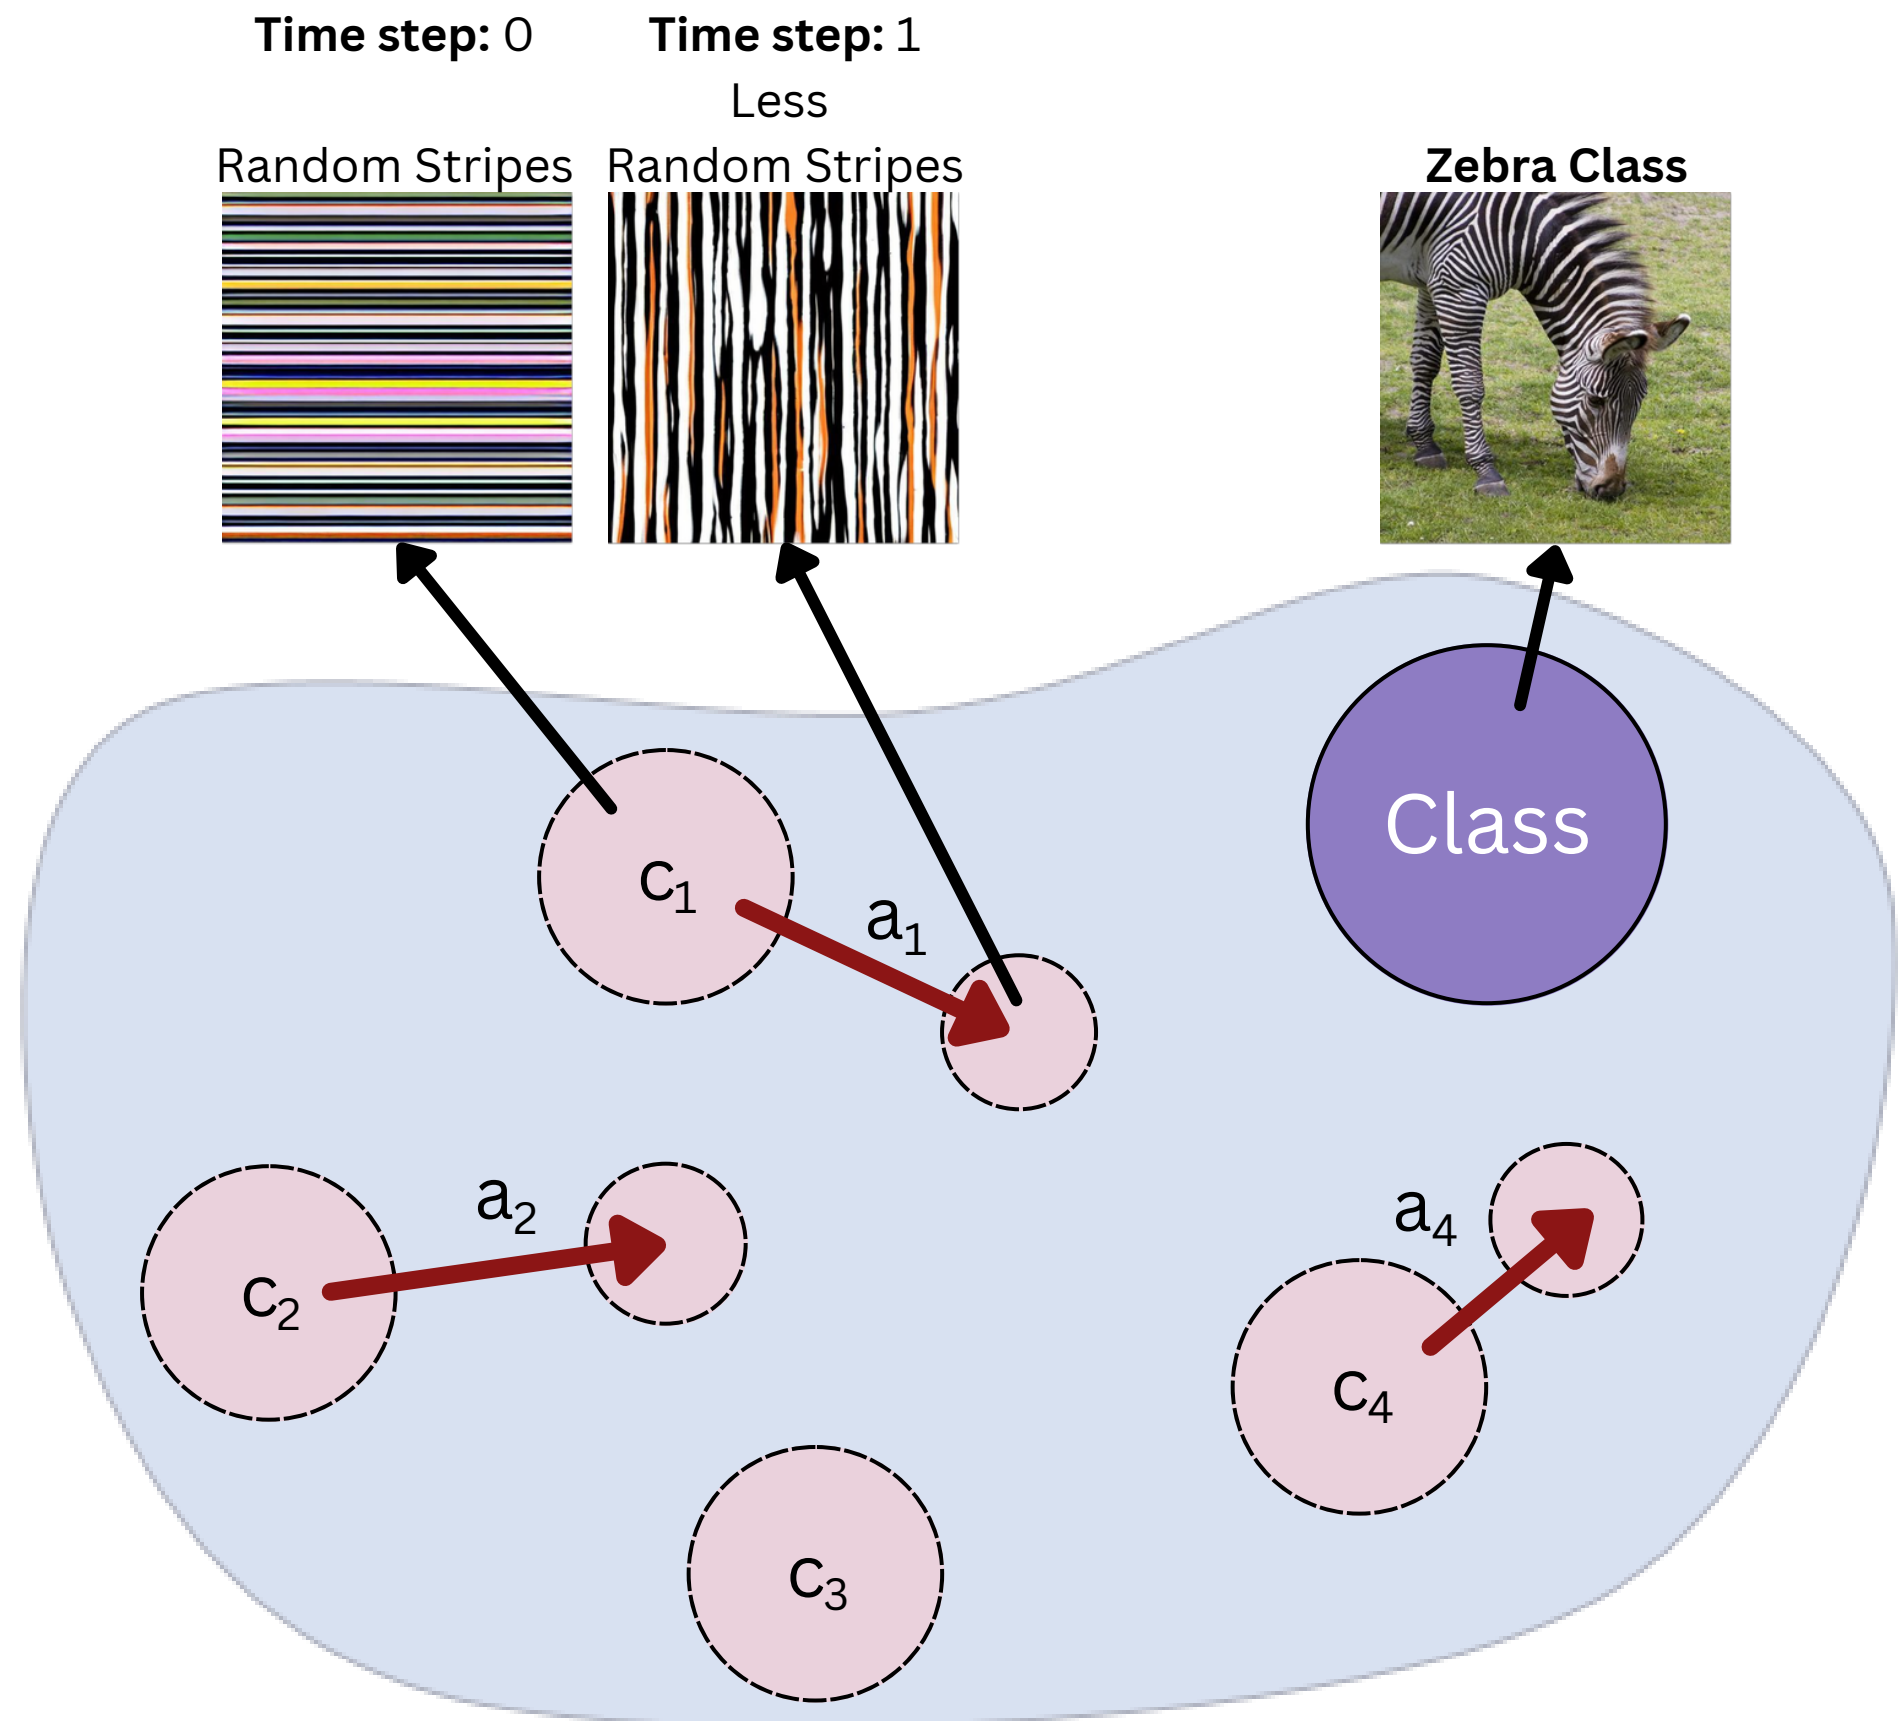 Time step: 0
Time step: 1
Less
Random Stripes
Random Stripes
Zebra Class
Class
c₁
a₁
a₂
a₄
c₂
c₄
c₃